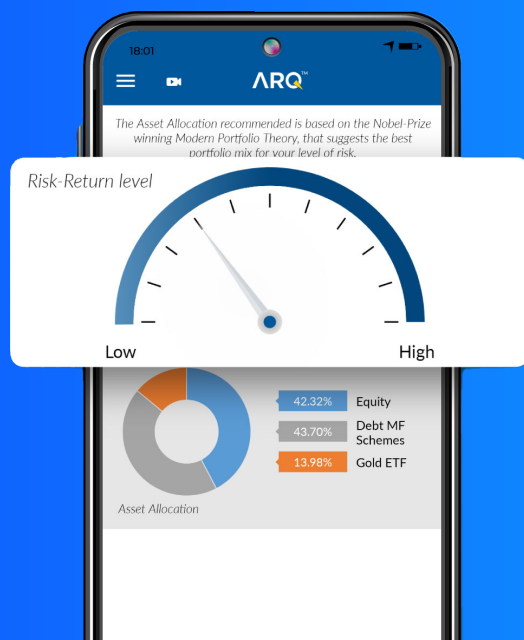 18:01
ARQ™
The Asset Allocation recommended is based on the Nobel-Prize
winning Modern Portfolio Theory, that suggests the best
portfolio mix for your level of risk.
Risk-Return level
Low
High
42.32% Equity
43.70% Debt MF
Schemes
13.98% Gold ETF
Asset Allocation